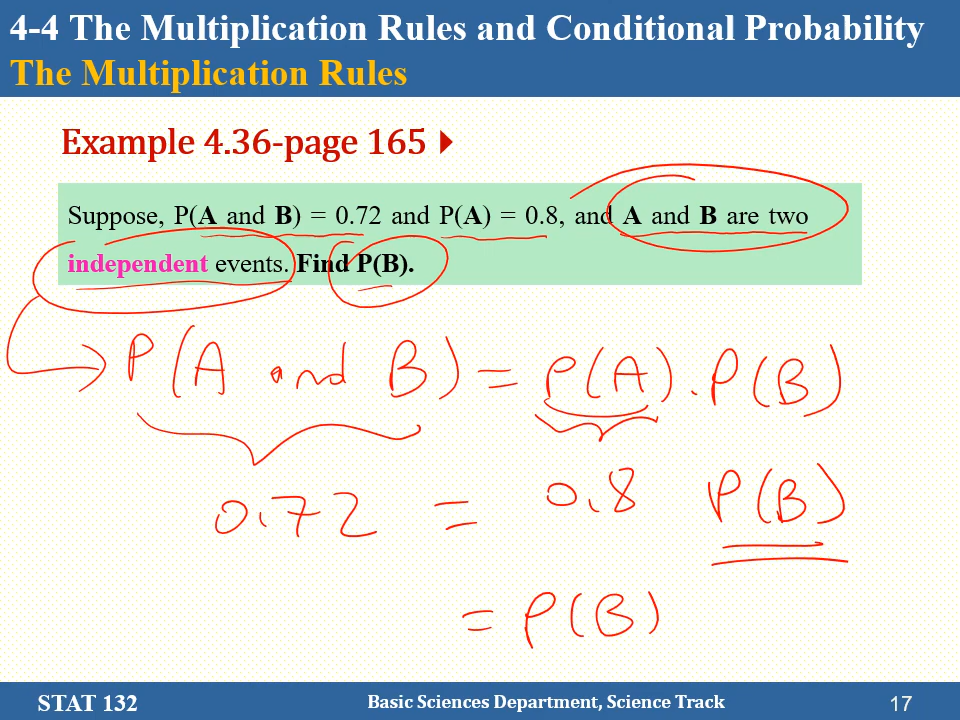 4-4 The Multiplication Rules and Conditional Probability
The Multiplication Rules
Example 4.36-page 165
Suppose, P(A and B) = 0.72 and P(A) = 0.8, and A and B are two
independent events. Find P(B).
P(A and B) = P(A) . P(B)
0.72 = 0.8 P(B)
= P(B)
STAT 132 Basic Sciences Department, Science Track 17